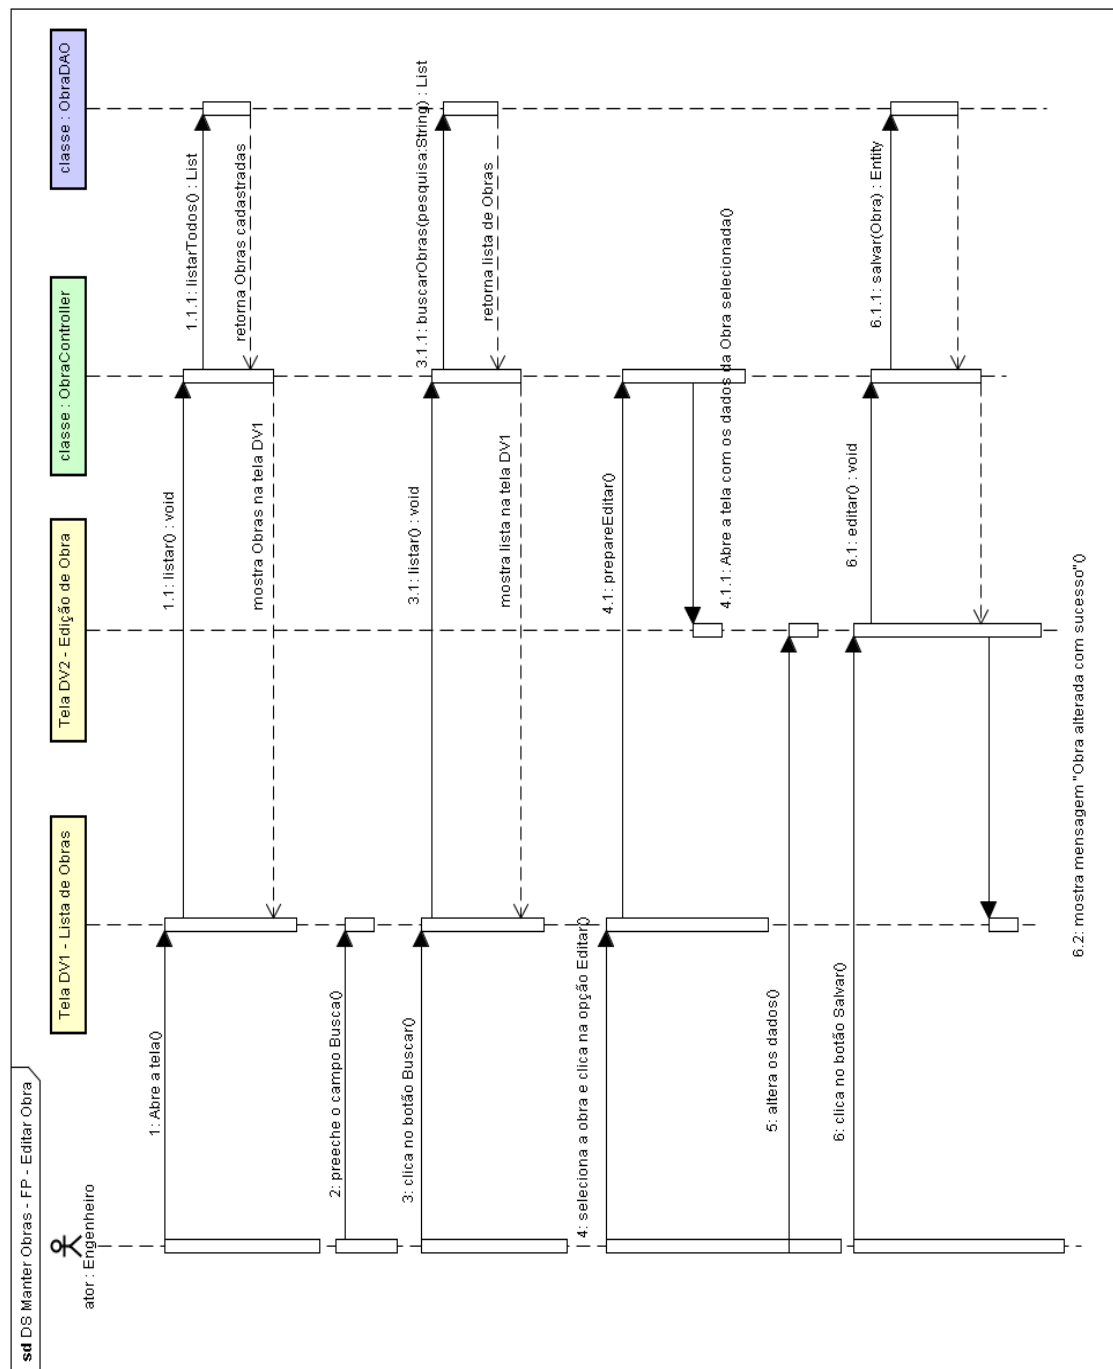 sd DS Manter Obras - FP - Editar Obra
ator : Engenheiro
Tela DV1 - Lista de Obras
Tela DV2 - Edição de Obra
classe : ObraController
classe : ObraDAO
1: Abre a tela()
1.1: listar() : void
1.1.1: listarTodos() : List
retorna Obras cadastradas
mostra Obras na tela DV1
2: preeche o campo Busca()
3: clica no botão Buscar()
3.1: listar() : void
3.1.1: buscarObras(pesquisa:String) : List
retorna lista de Obras
mostra lista na tela DV1
4: seleciona a obra e clica na opção Editar()
4.1: prepareEditar()
4.1.1: Abre a tela com os dados da Obra selecionada()
5: altera os dados()
6: clica no botão Salvar()
6.1: editar() : void
6.1.1: salvar(Obra) : Entity
6.2: mostra mensagem "Obra alterada com sucesso"()